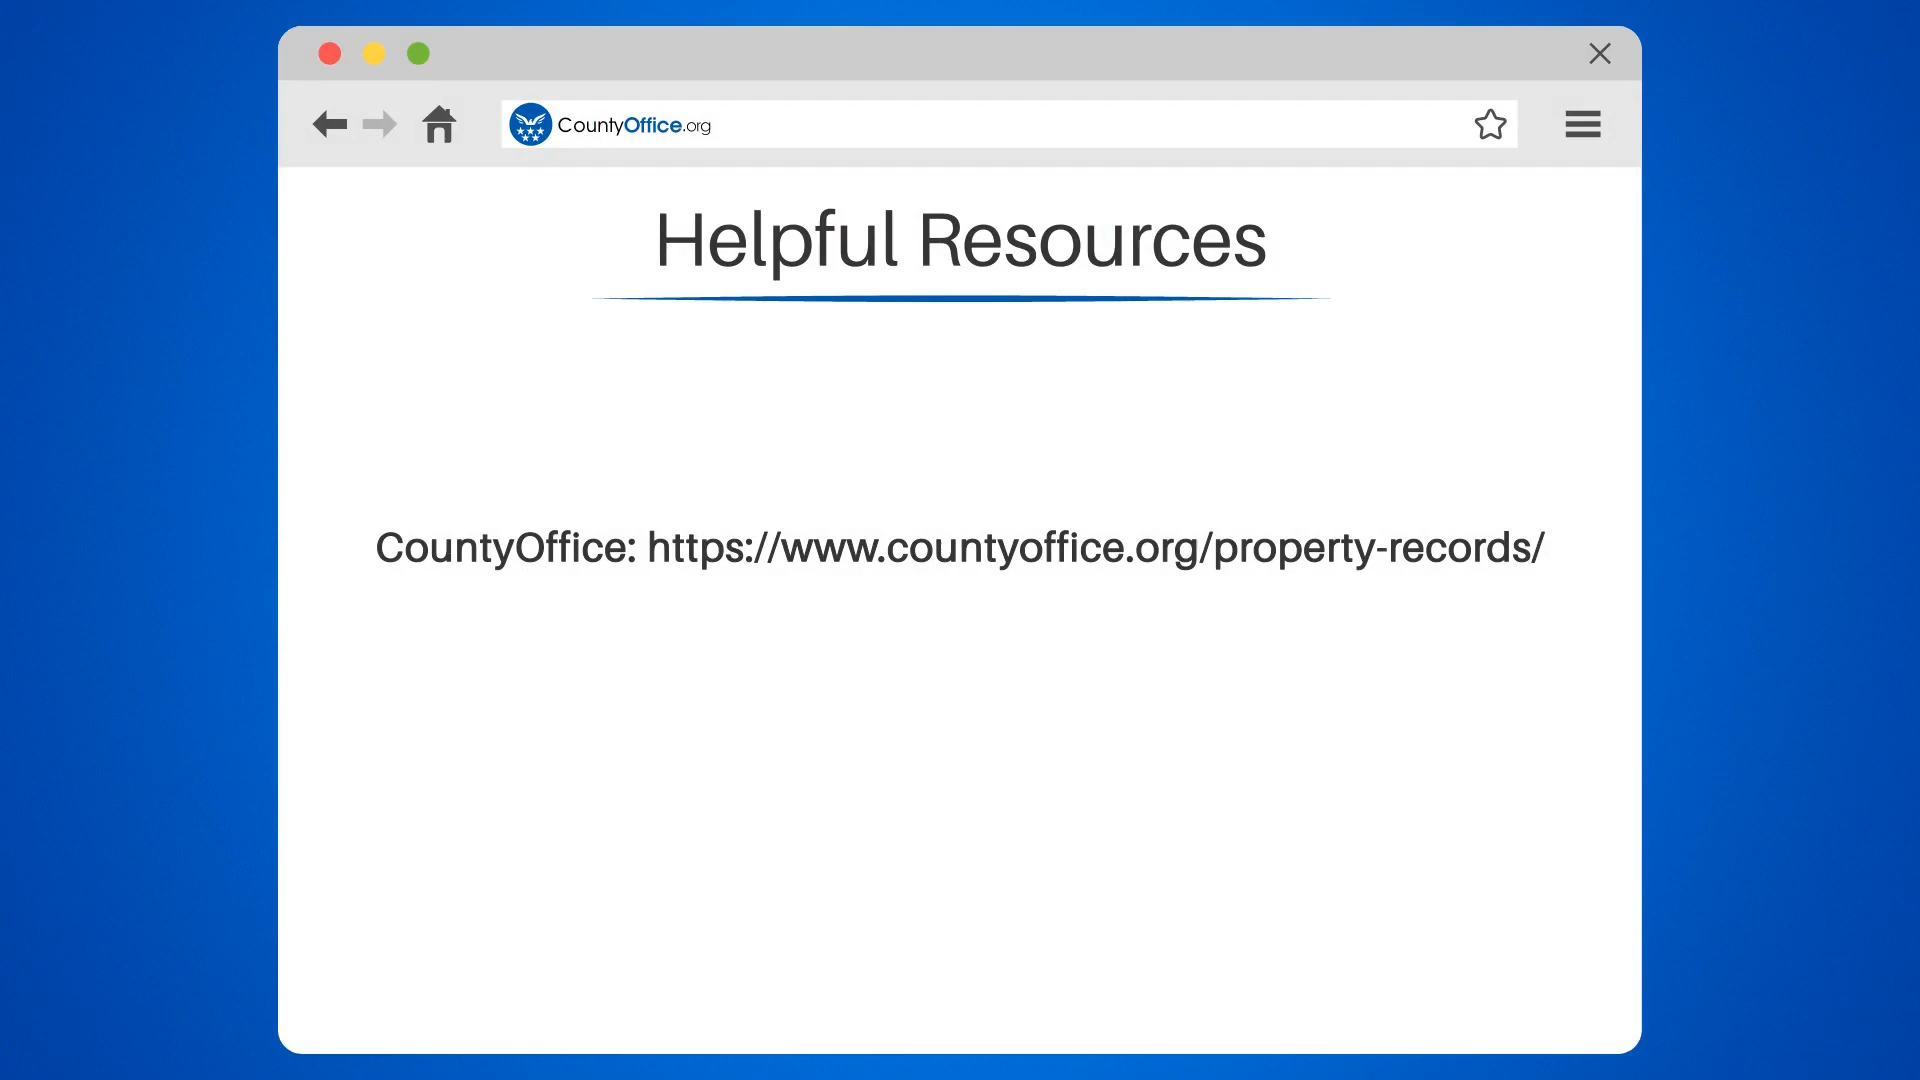 CountyOffice.org
Helpful Resources
CountyOffice: https://www.countyoffice.org/property-records/